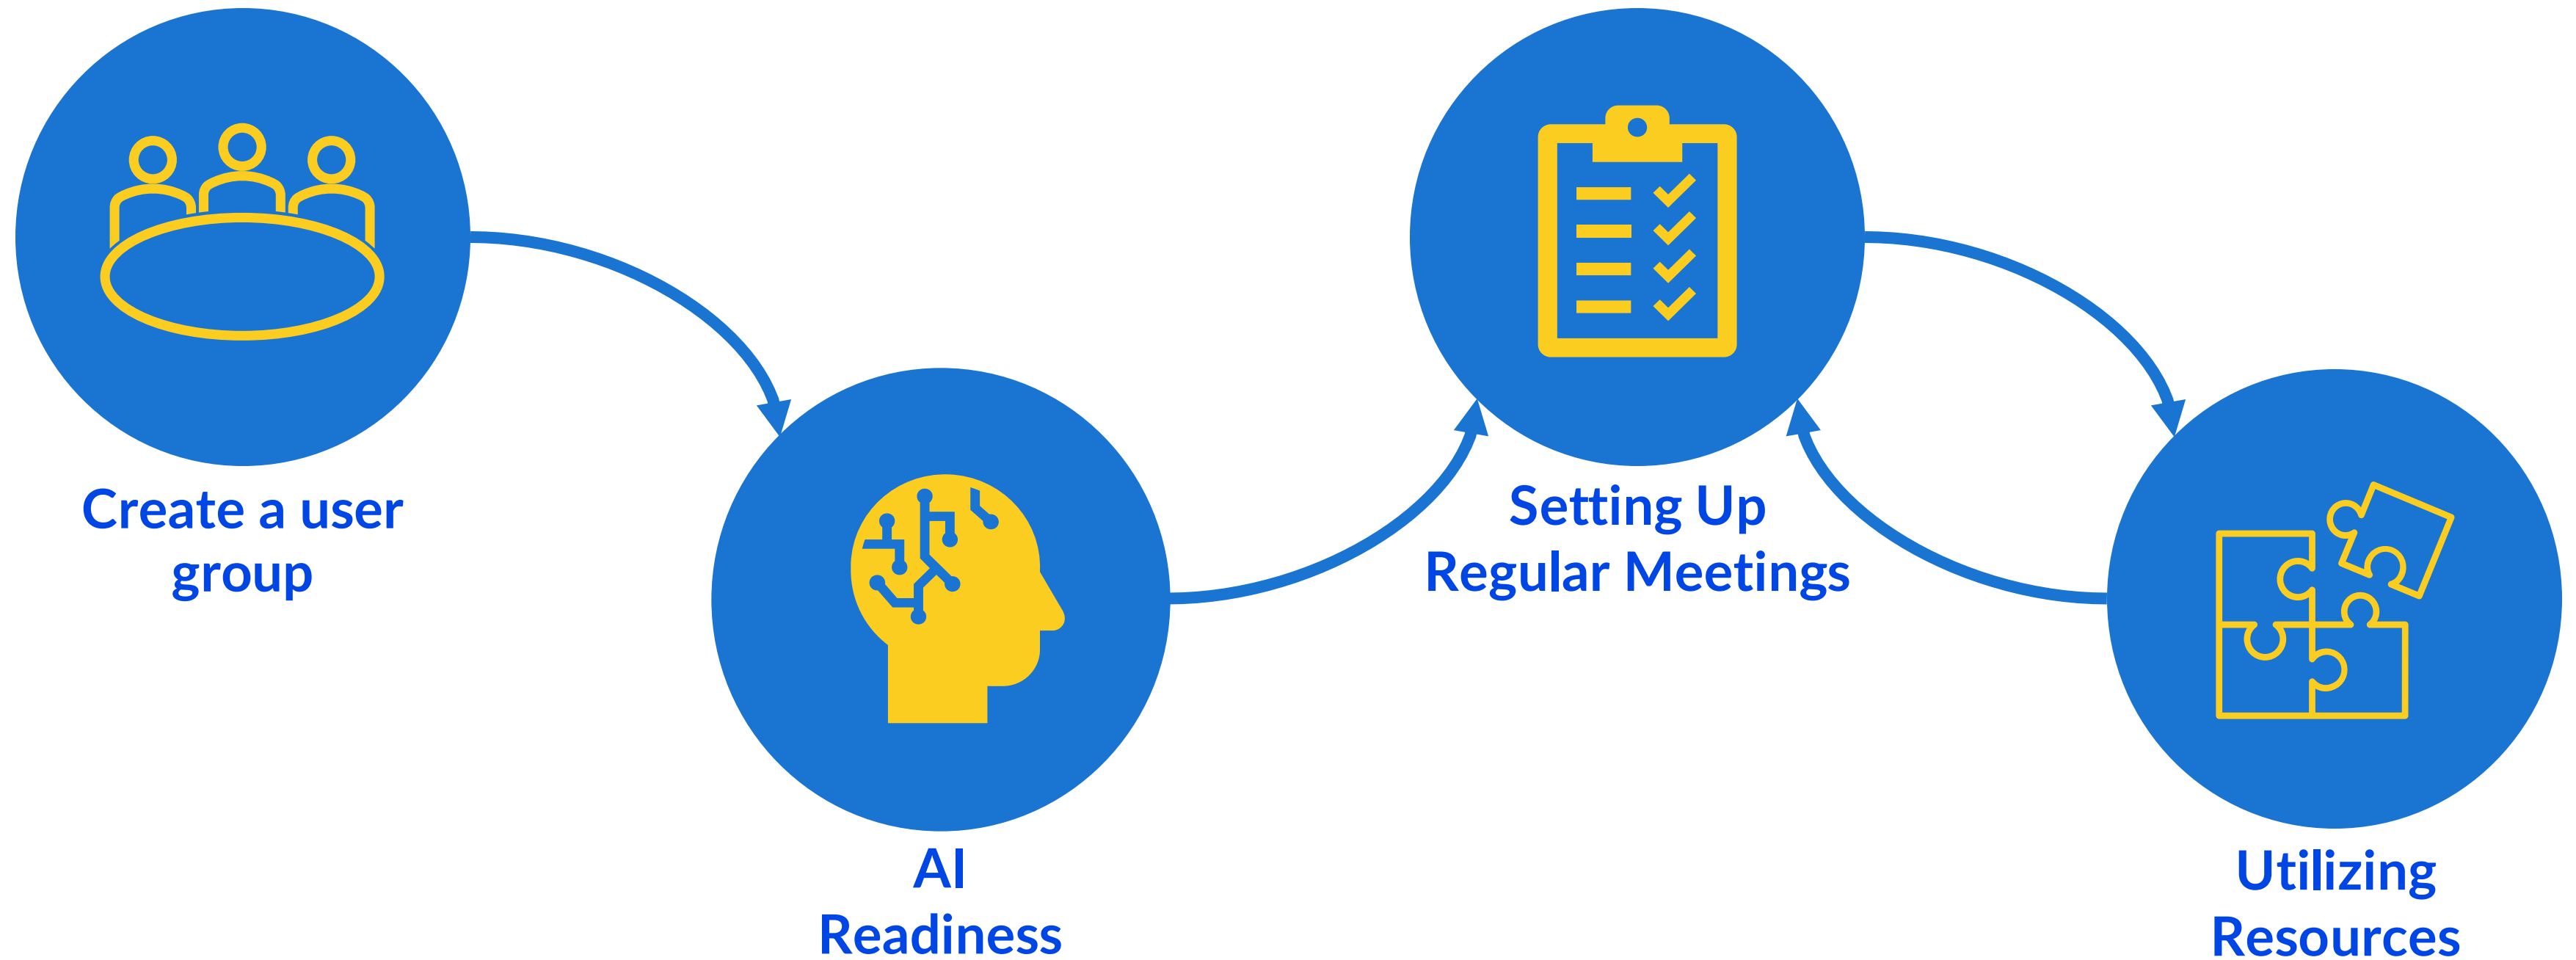 Create a user
group
AI
Readiness
Setting Up
Regular Meetings
Utilizing
Resources